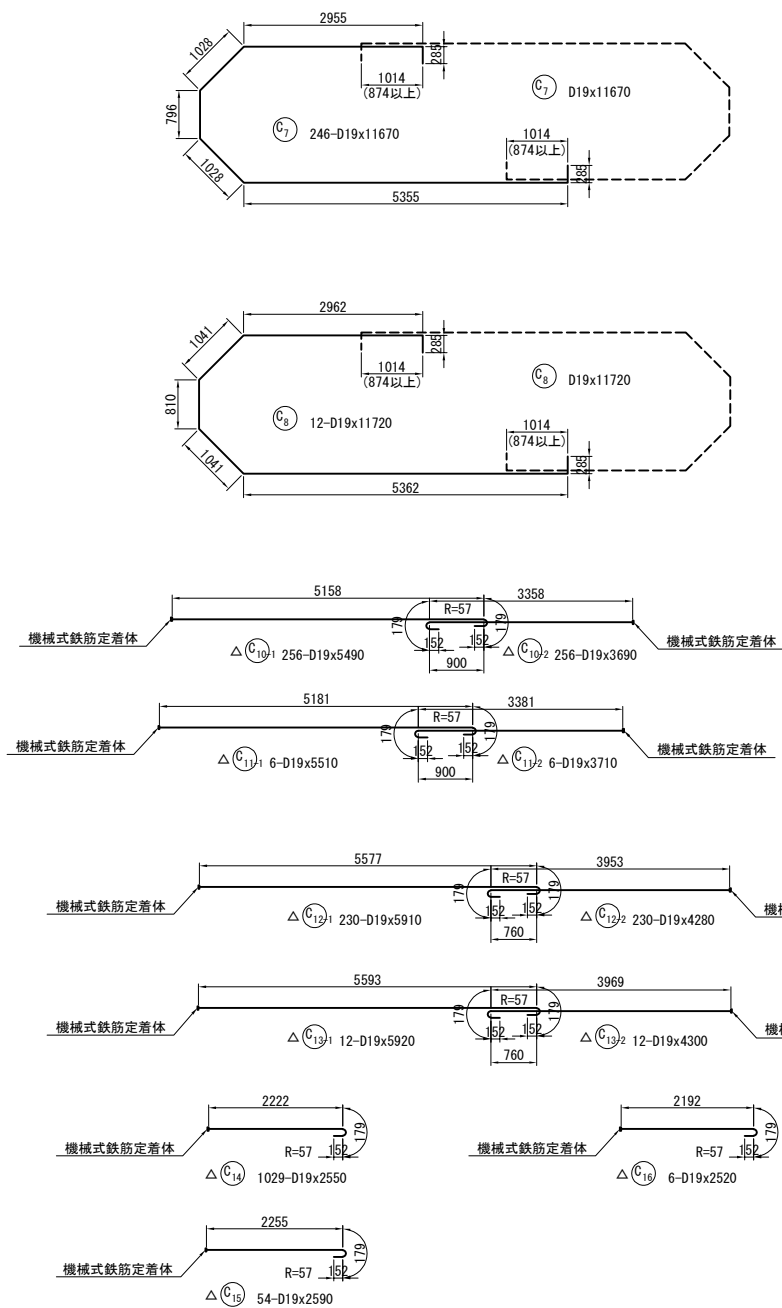 2955
1028
285
1014
(874以上)
C7 D19x11670
796
C7 246-D19x11670
1014
(874以上)
285
1028
5355
2962
1041
285
1014
(874以上)
C8 D19x11720
810
C8 12-D19x11720
1014
(874以上)
285
1041
5362
5158
3358
R=57
179
179
機械式鉄筋定着体
152
152
機械式鉄筋定着体
△ C10-1 256-D19x5490
△ C10-2 256-D19x3690
900
5181
3381
R=57
179
179
機械式鉄筋定着体
152
152
機械式鉄筋定着体
△ C11-1 6-D19x5510
△ C11-2 6-D19x3710
900
5577
3953
R=57
179
179
機械式鉄筋定着体
152
152
機械
△ C12-1 230-D19x5910
△ C12-2 230-D19x4280
760
5593
3969
R=57
179
179
機械式鉄筋定着体
152
152
機械
△ C13-1 12-D19x5920
△ C13-2 12-D19x4300
760
2222
179
機械式鉄筋定着体
R=57
152
△ C14 1029-D19x2550
2192
179
機械式鉄筋定着体
R=57
152
△ C16 6-D19x2520
2255
179
機械式鉄筋定着体
R=57
152
△ C15 54-D19x2590